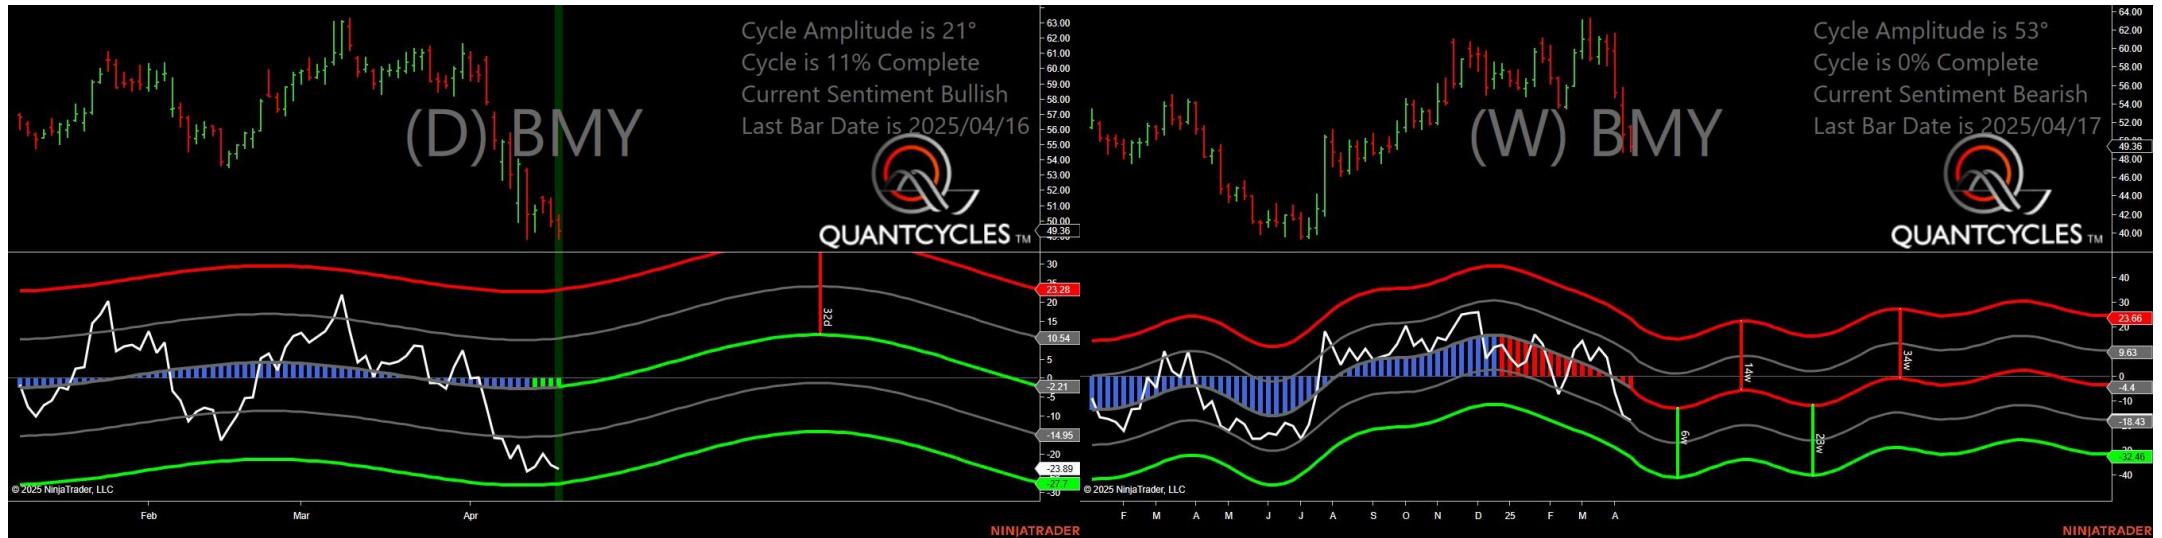 Cycle Amplitude is 21°
Cycle is 11% Complete
Current Sentiment Bullish
Last Bar Date is 2025/04/16
(D) BMY
QUANTCYCLES TM
63.00
62.00
61.00
60.00
59.00
58.00
57.00
56.00
55.00
54.00
53.00
52.00
51.00
50.00
49.36
30
23.28
20
15
10.54
5
0
-2.21
-5
-10
-14.95
-20
-23.89
-27.7
-30
32d
© 2025 NinjaTrader, LLC
Feb
Mar
Apr
NINJATRADER
Cycle Amplitude is 53°
Cycle is 0% Complete
Current Sentiment Bearish
Last Bar Date is 2025/04/17
(W) BMY
QUANTCYCLES TM
64.00
62.00
60.00
58.00
56.00
54.00
52.00
49.36
48.00
46.00
44.00
42.00
40.00
40
30
23.66
20
9.63
0
-4.4
-10
-18.43
-32.46
-40
14w
34w
6w
23w
© 2025 NinjaTrader, LLC
F
M
A
M
J
J
A
S
O
N
D
25
F
M
A
NINJATRADER